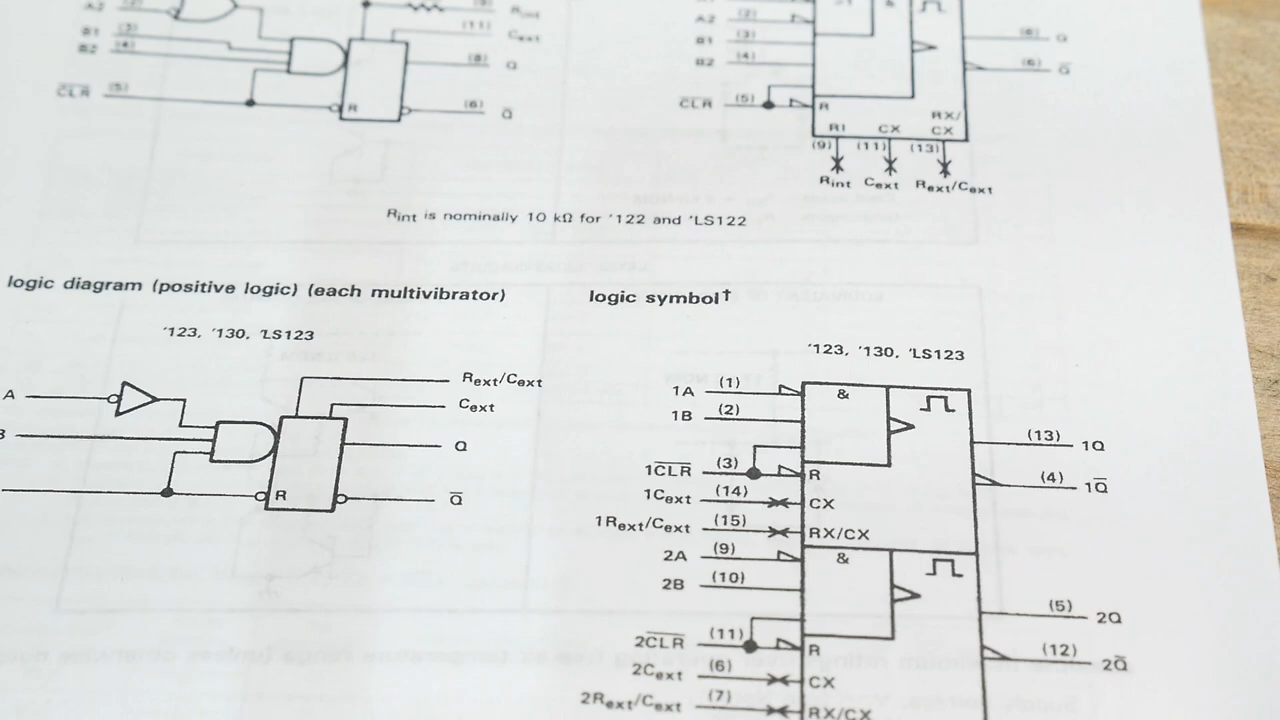 A2 (2) (9) Rint
B1 (3) (11) Cext
B2 (4) (8) Q
CLR (5) R (6) Q̅
A2 (2)
B1 (3) (8) Q
B2 (4) (6) Q̅
C̅L̅R̅ (5) R
RI CX RX/CX
(9) (11) (13)
Rint Cext Rext/Cext
Rint is nominally 10 kΩ for '122 and 'LS122
logic diagram (positive logic) (each multivibrator)
'123, '130, 'LS123
A
B
Rext/Cext
Cext
Q
R Q̅
logic symbol†
'123, '130, 'LS123
1A (1) &
1B (2)
(13) 1Q
1C̅L̅R̅ (3) R
(4) 1Q̅
1Cext (14) CX
1Rext/Cext (15) RX/CX
2A (9) &
2B (10)
(5) 2Q
2C̅L̅R̅ (11) R
(12) 2Q̅
2Cext (6) CX
2Rext/Cext (7) RX/CX